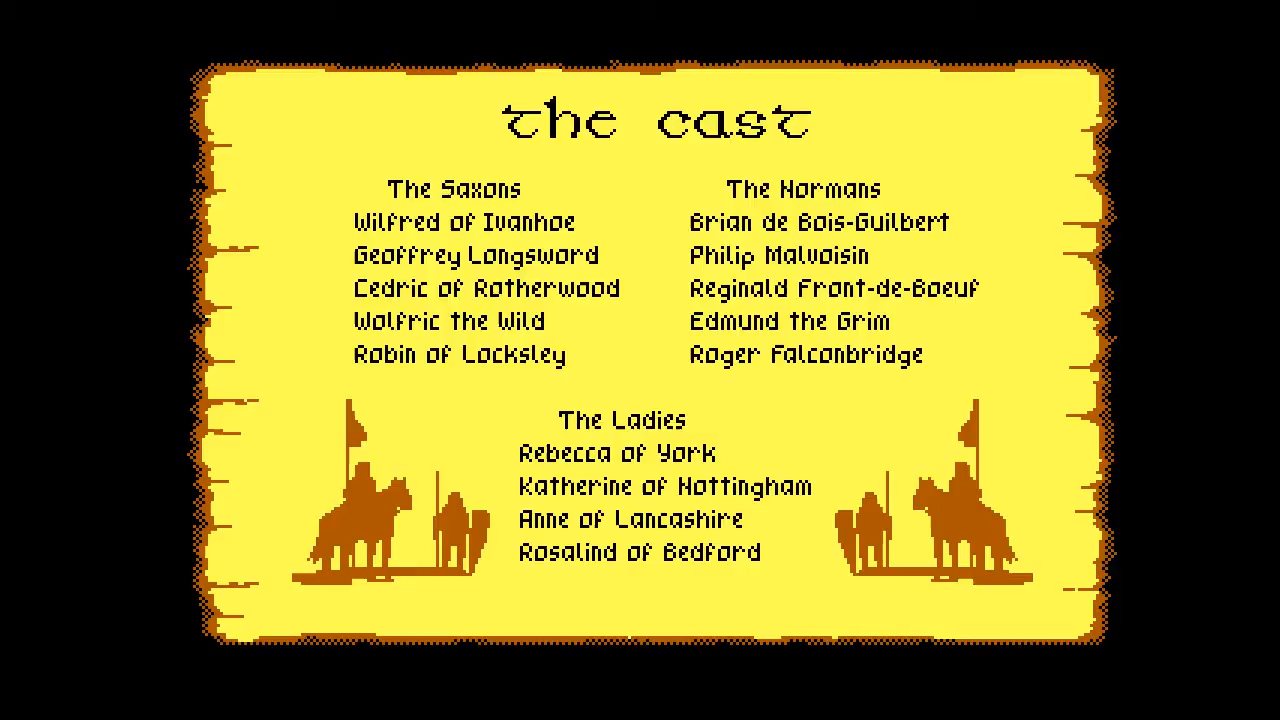 the cast
The Saxons
Wilfred of Ivanhoe
Geoffrey Longsword
Cedric of Rotherwood
Wolfric the Wild
Robin of Locksley
The Normans
Brian de Bois-Guilbert
Philip Malvoisin
Reginald Front-de-Boeuf
Edmund the Grim
Roger Falconbridge
The Ladies
Rebecca of York
Katherine of Nottingham
Anne of Lancashire
Rosalind of Bedford